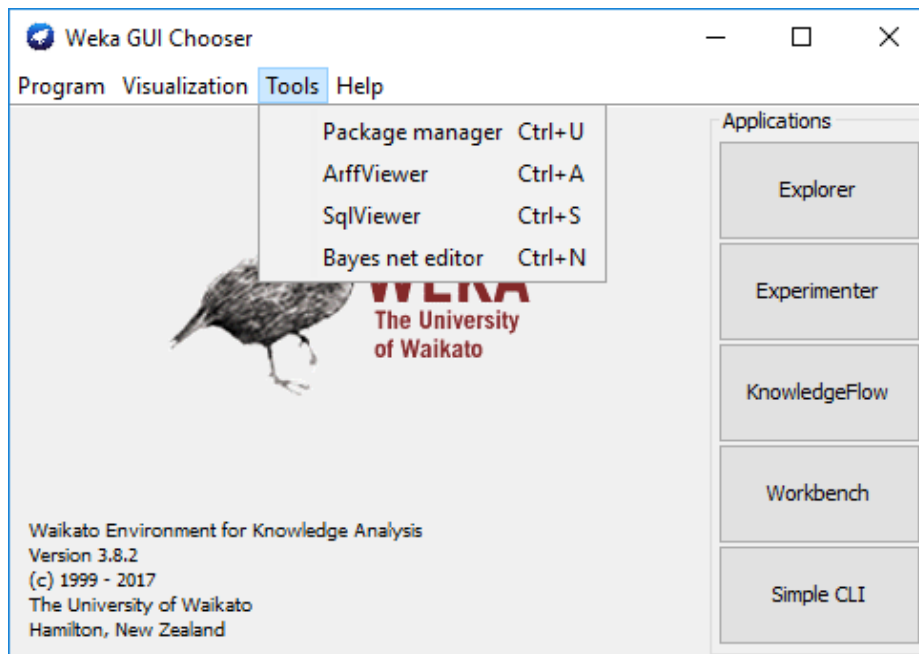 Weka GUI Chooser
Program Visualization Tools Help
Package manager Ctrl+U
ArffViewer Ctrl+A
SqlViewer Ctrl+S
Bayes net editor Ctrl+N
WEKA
The University
of Waikato
Applications
Explorer
Experimenter
KnowledgeFlow
Workbench
Simple CLI
Waikato Environment for Knowledge Analysis
Version 3.8.2
(c) 1999 - 2017
The University of Waikato
Hamilton, New Zealand